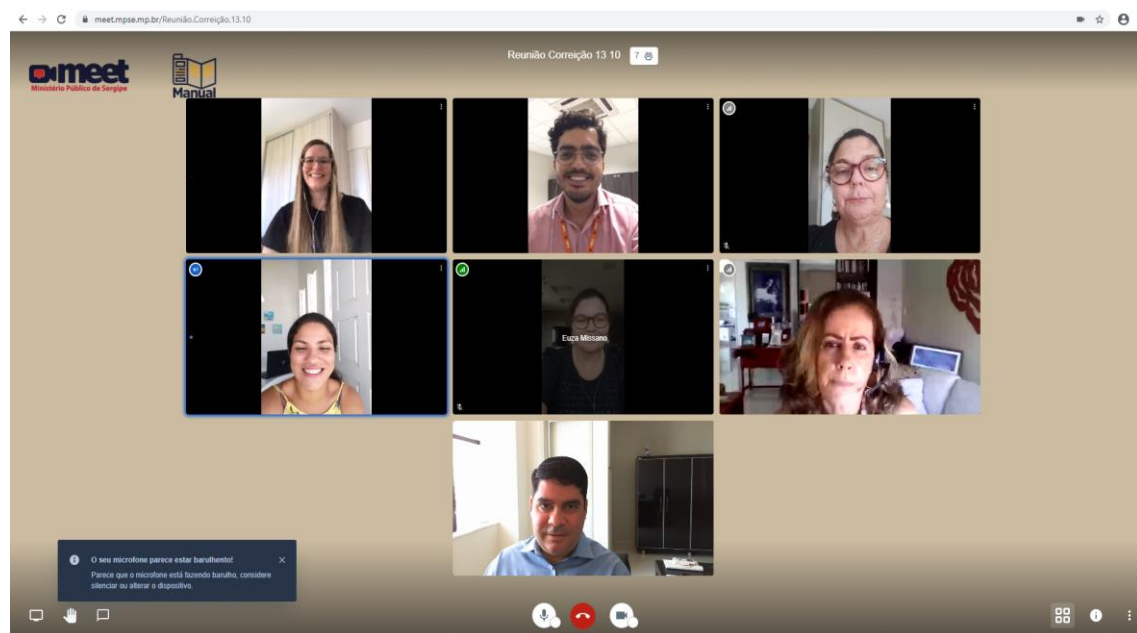 meet.mpse.mp.br/Reunião.Correição.13.10
meet
Ministério Público de Sergipe
Manual
Reunião Correição 13 10
7
Euza Missano
O seu microfone parece estar barulhento!
Parece que o microfone está fazendo barulho, considere
silenciar ou alterar o dispositivo.